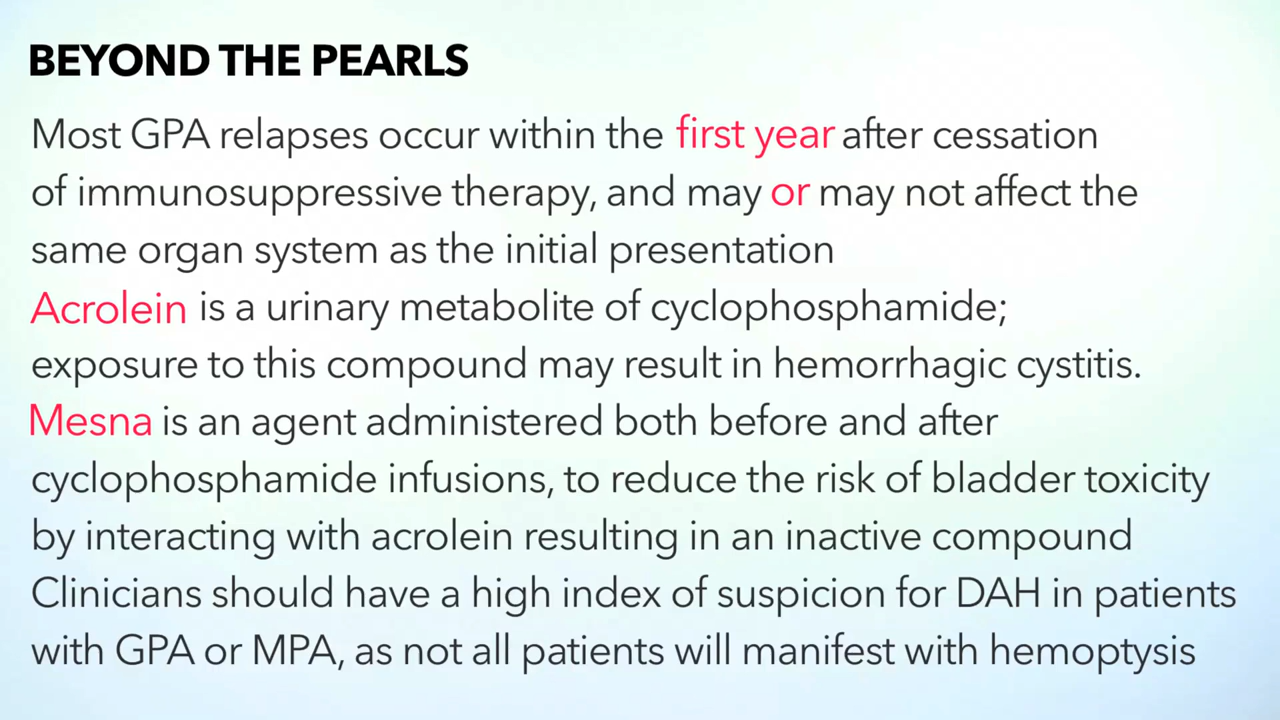 BEYOND THE PEARLS
Most GPA relapses occur within the first year after cessation
of immunosuppressive therapy, and may or may not affect the
same organ system as the initial presentation
Acrolein is a urinary metabolite of cyclophosphamide;
exposure to this compound may result in hemorrhagic cystitis.
Mesna is an agent administered both before and after
cyclophosphamide infusions, to reduce the risk of bladder toxicity
by interacting with acrolein resulting in an inactive compound
Clinicians should have a high index of suspicion for DAH in patients
with GPA or MPA, as not all patients will manifest with hemoptysis